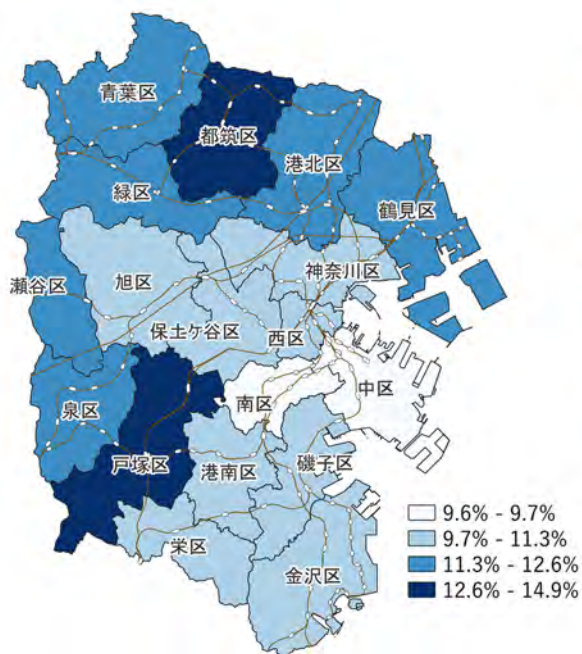 青葉区
都筑区
港北区
緑区
鶴見区
神奈川区
瀬谷区
旭区
保土ケ谷区
西区
中区
南区
泉区
戸塚区
港南区
磯子区
栄区
金沢区
9.6% - 9.7%
9.7% - 11.3%
11.3% - 12.6%
12.6% - 14.9%